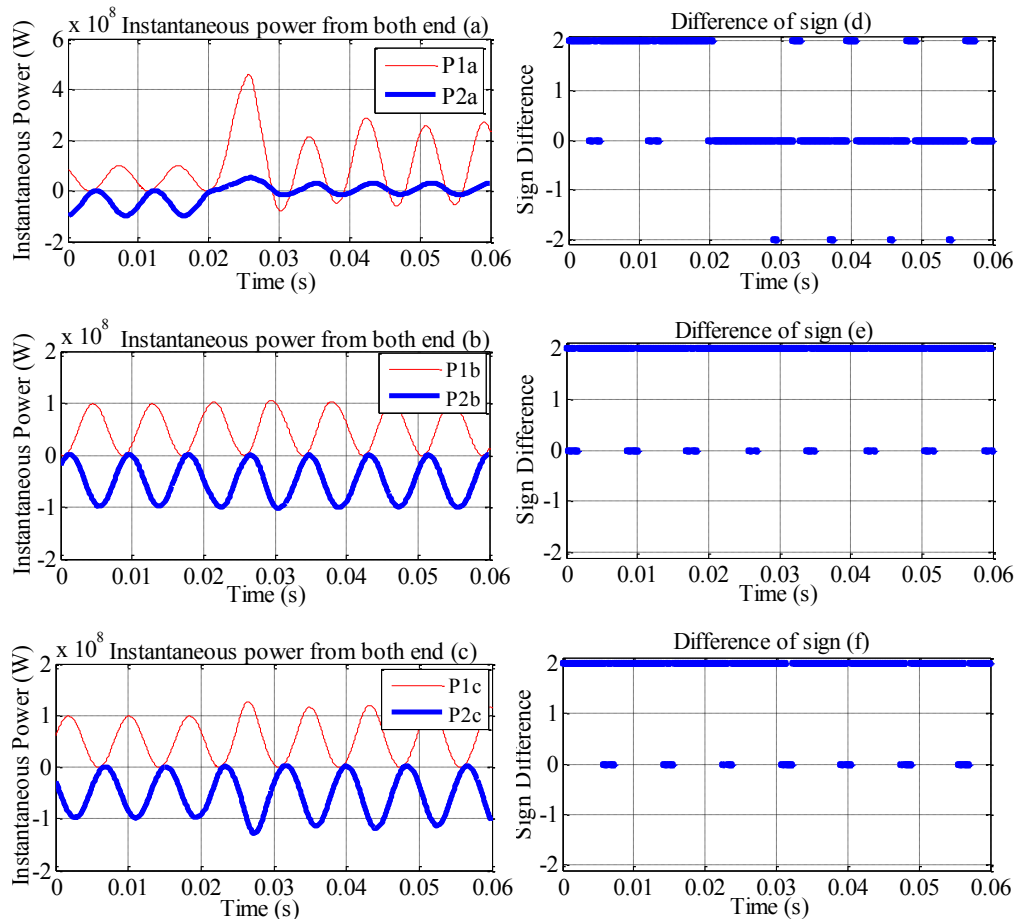 x 10^8 Instantaneous power from both end (a)
Instantaneous Power (W)
6
4
2
0
-2
P1a
P2a
0 0.01 0.02 0.03 0.04 0.05 0.06
Time (s)
Difference of sign (d)
Sign Difference
2
1
0
-1
-2
0 0.01 0.02 0.03 0.04 0.05 0.06
Time (s)
x 10^8 Instantaneous power from both end (b)
Instantaneous Power (W)
2
1
0
-1
-2
P1b
P2b
0 0.01 0.02 0.03 0.04 0.05 0.06
Time (s)
Difference of sign (e)
Sign Difference
2
1
0
-1
-2
0 0.01 0.02 0.03 0.04 0.05 0.06
Time (s)
x 10^8 Instantaneous power from both end (c)
Instantaneous Power (W)
2
1
0
-1
-2
P1c
P2c
0 0.01 0.02 0.03 0.04 0.05 0.06
Time (s)
Difference of sign (f)
Sign Difference
2
1
0
-1
-2
0 0.01 0.02 0.03 0.04 0.05 0.06
Time (s)